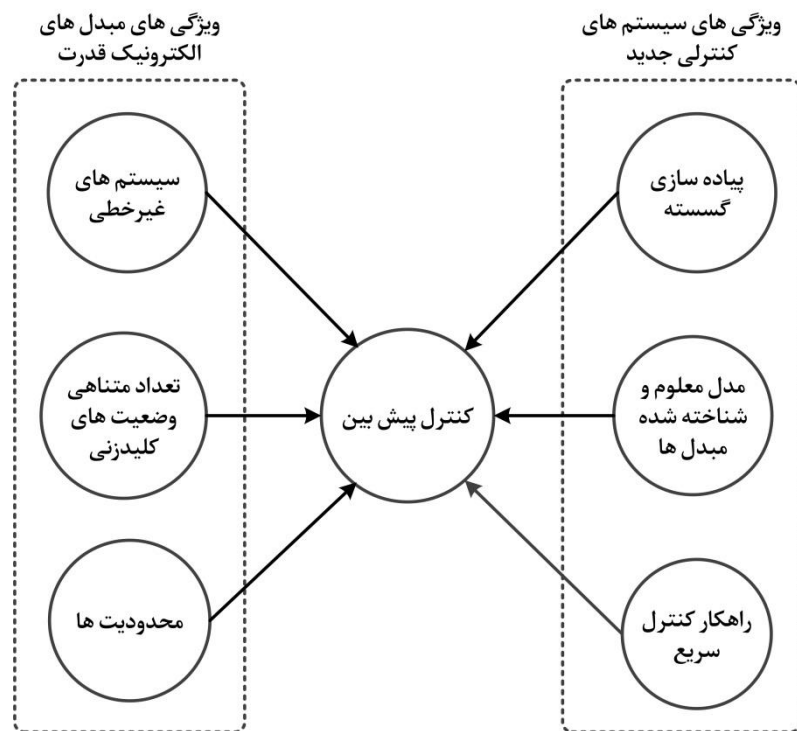 ویژگی های سیستم های
کنترلی جدید
پیاده سازی
گسسته
مدل معلوم و
شناخته شده
مبدل ها
راهکار کنترل
سریع
کنترل پیش بین
ویژگی های مبدل های
الکترونیک قدرت
سیستم های
غیرخطی
تعداد متناهی
وضعیت های
کلیدزنی
محدودیت ها